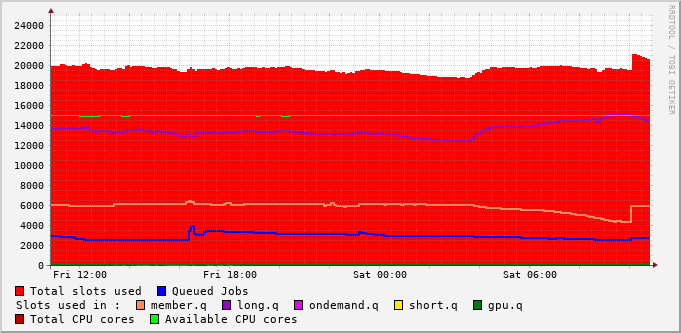 24000
22000
20000
18000
16000
14000
12000
10000
8000
6000
4000
2000
0
Fri 12:00 Fri 18:00 Sat 00:00 Sat 06:00
RRDTOOL / TOBI OETIKER
Total slots used Queued Jobs
Slots used in : member.q long.q ondemand.q short.q gpu.q
Total CPU cores Available CPU cores